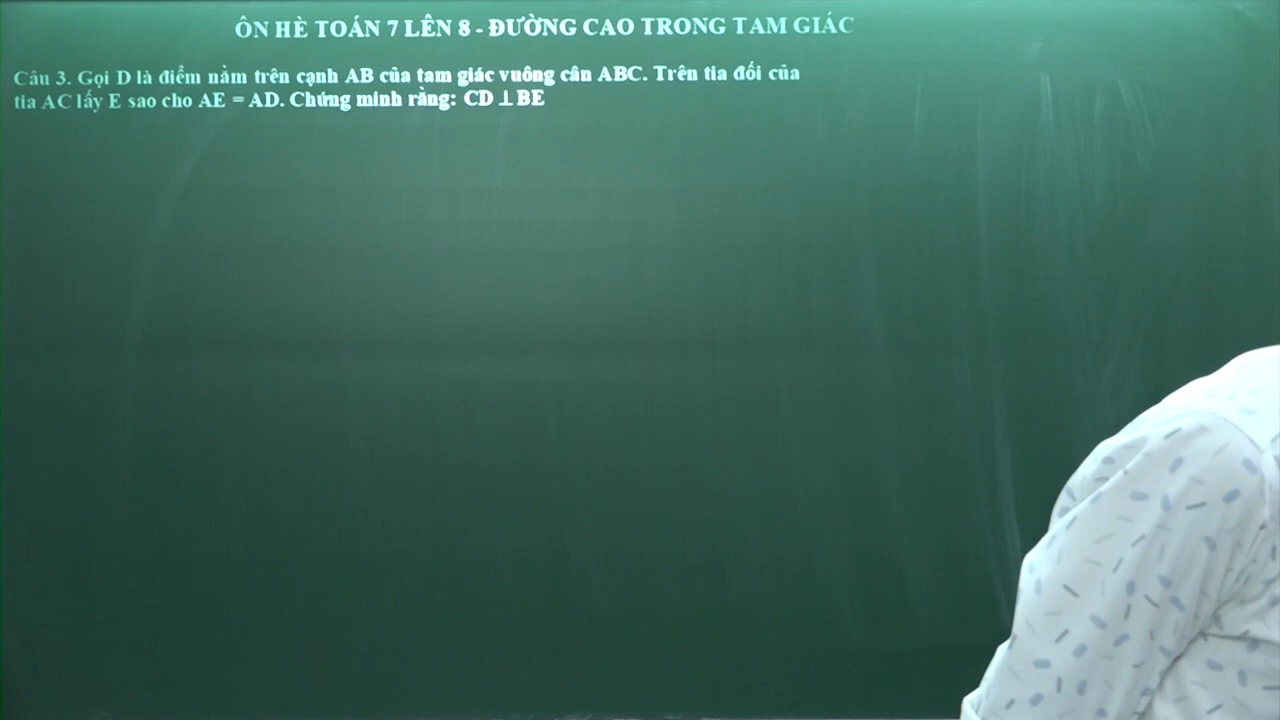 ÔN HÈ TOÁN 7 LÊN 8 - ĐƯỜNG CAO TRONG TAM GIÁC
Câu 3. Gọi D là điểm nằm trên cạnh AB của tam giác vuông cân ABC. Trên tia đối của
tia AC lấy E sao cho AE = AD. Chứng minh rằng: CD ⊥ BE